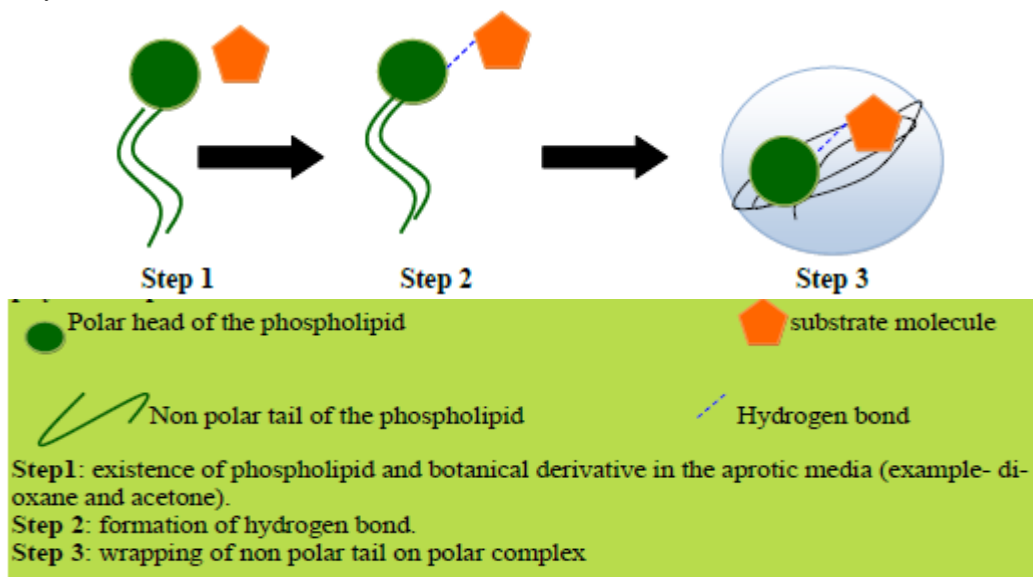 Step 1
Step 2
Step 3
Polar head of the phospholipid
substrate molecule
Non polar tail of the phospholipid
Hydrogen bond
Step1: existence of phospholipid and botanical derivative in the aprotic media (example- di-
oxane and acetone).
Step 2: formation of hydrogen bond.
Step 3: wrapping of non polar tail on polar complex